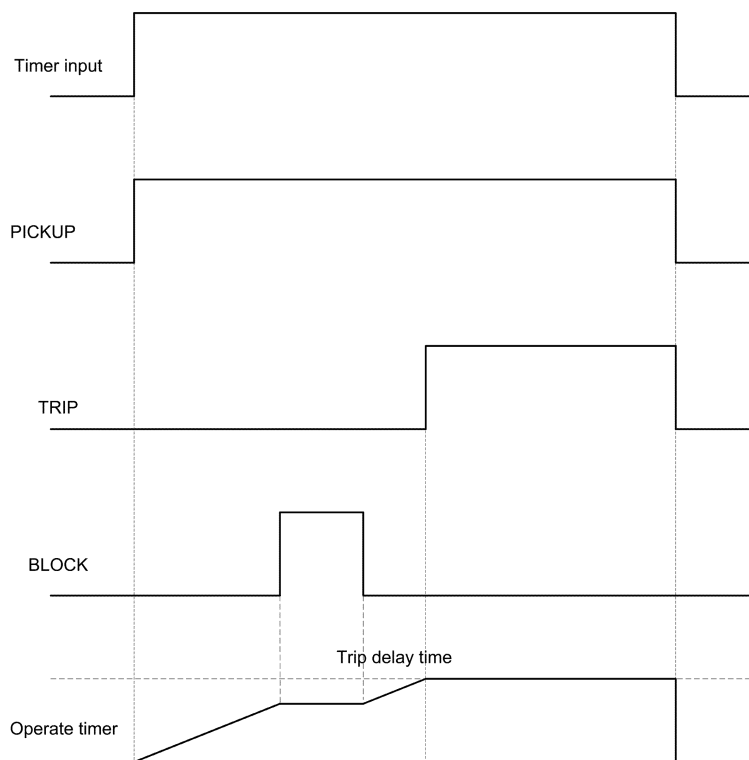 Timer input
PICKUP
TRIP
BLOCK
Trip delay time
Operate timer